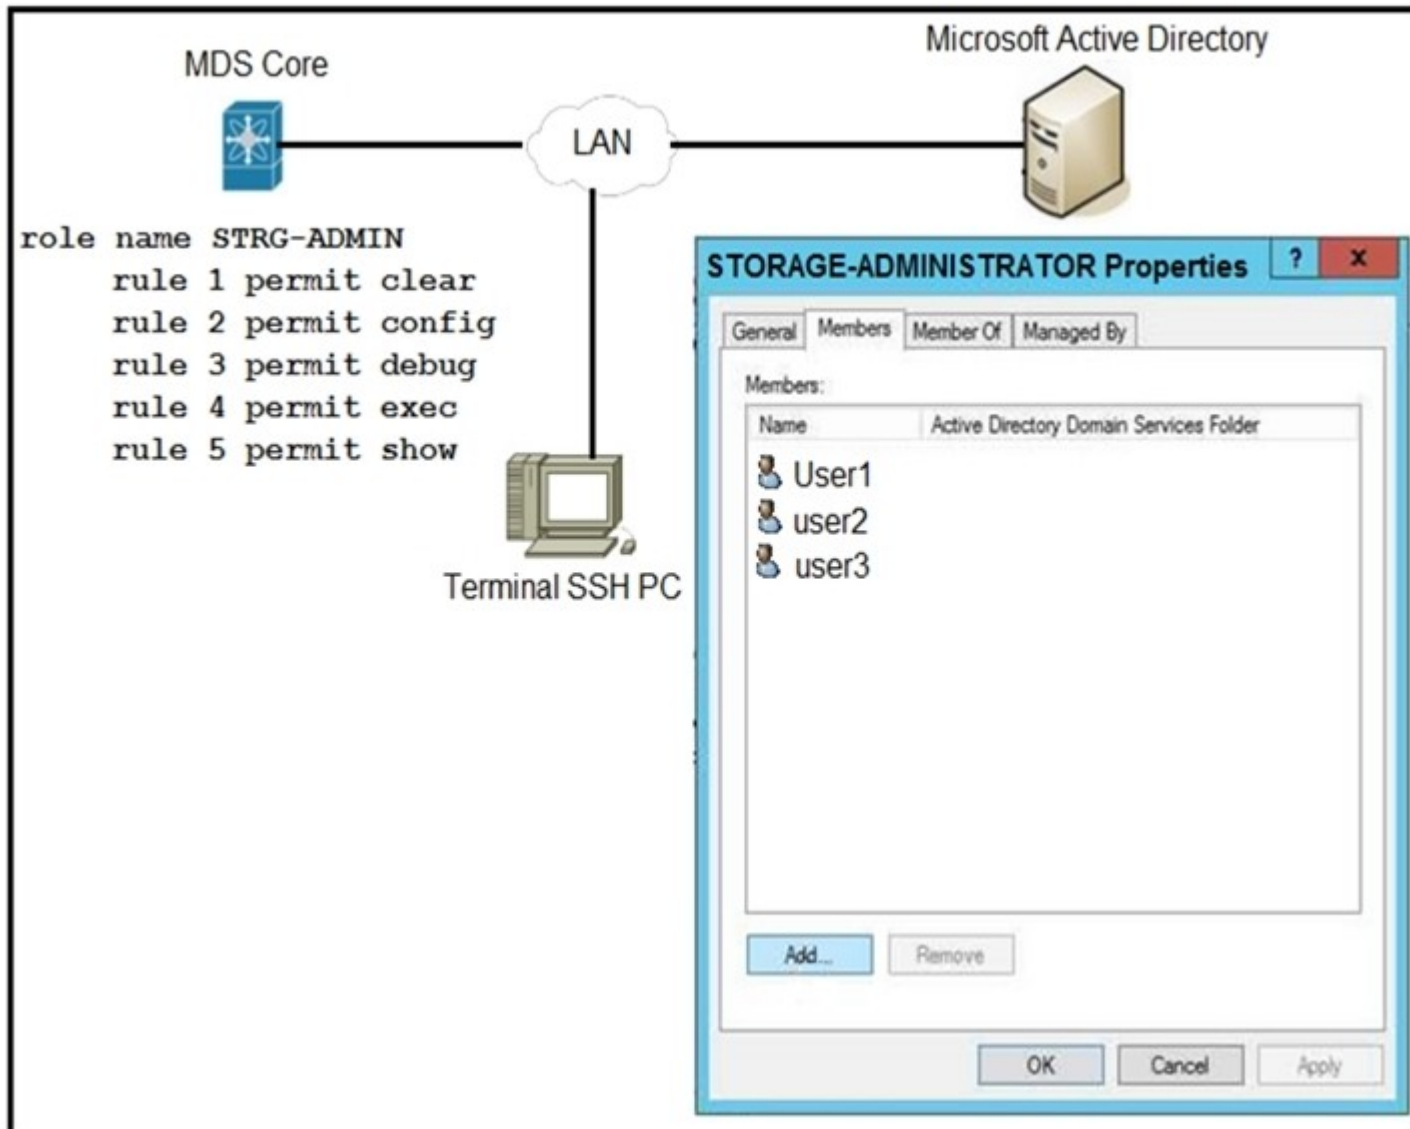 MDS Core
Microsoft Active Directory
LAN
role name STRG-ADMIN
rule 1 permit clear
rule 2 permit config
rule 3 permit debug
rule 4 permit exec
rule 5 permit show
Terminal SSH PC
STORAGE-ADMINISTRATOR Properties ? x
General Members Member Of Managed By
Members:
Name Active Directory Domain Services Folder
User1
user2
user3
Add... Remove
OK Cancel Apply